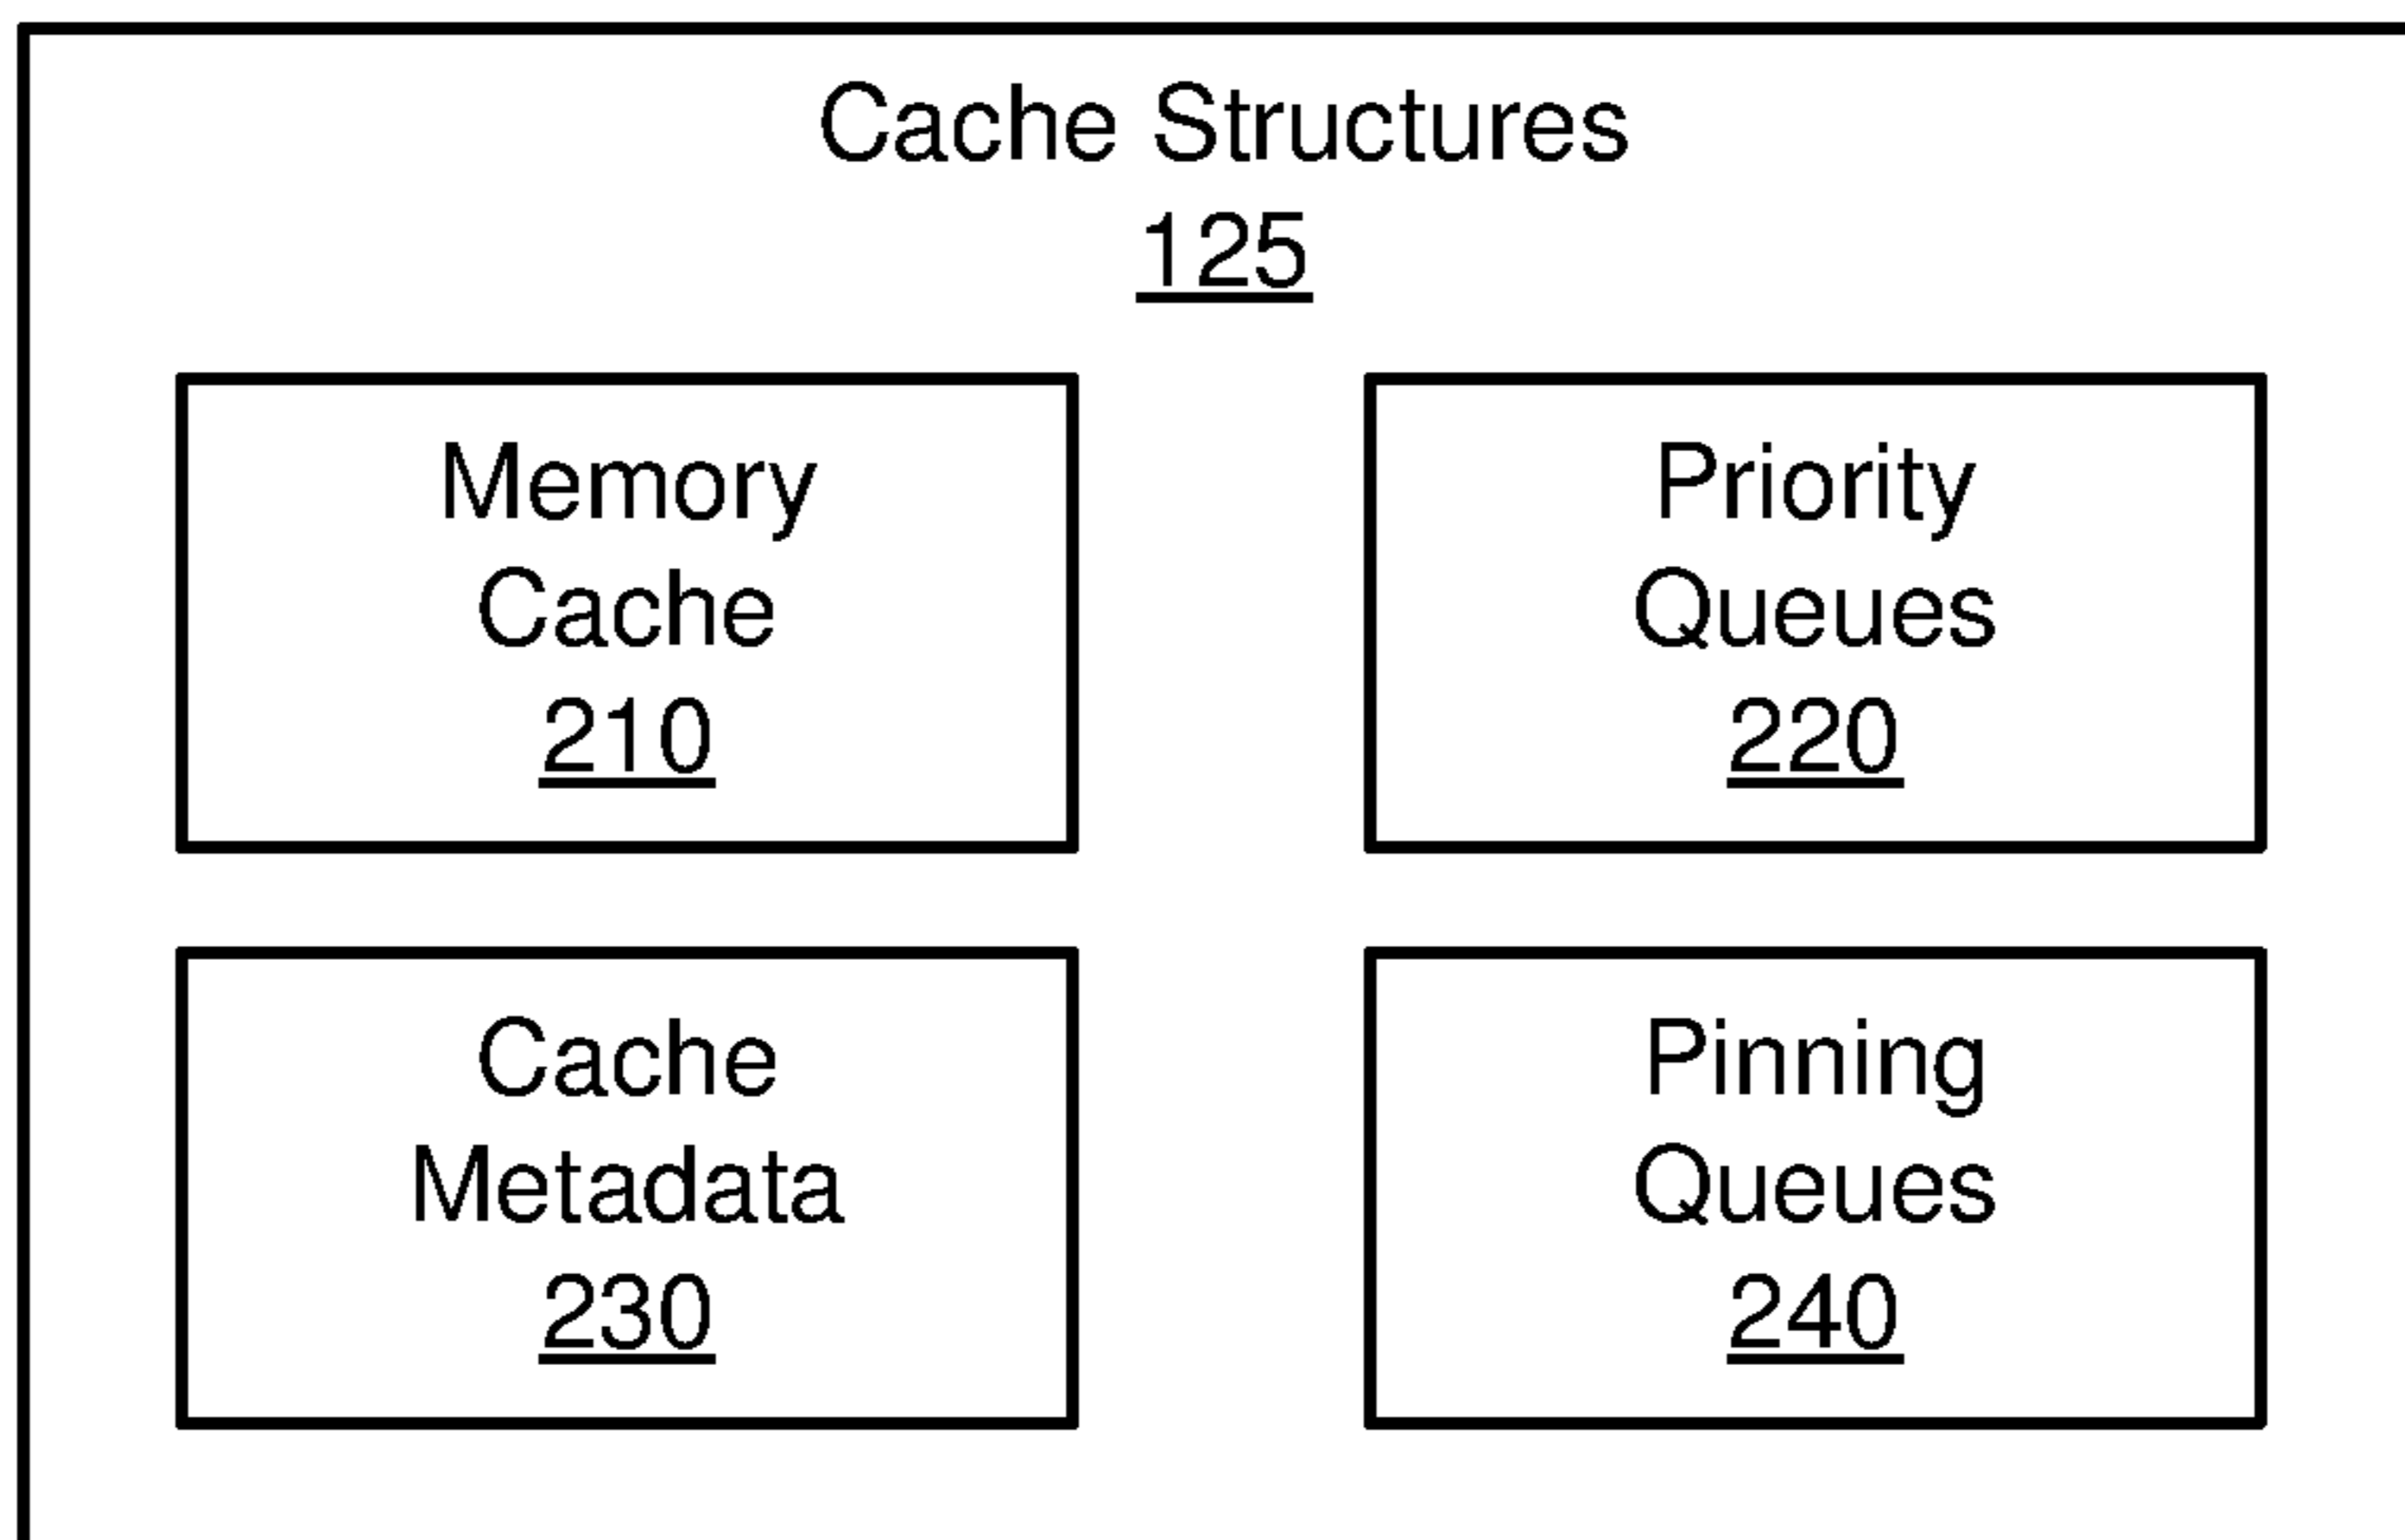 Cache Structures
125
Memory
Cache
210
Priority
Queues
220
Cache
Metadata
230
Pinning
Queues
240